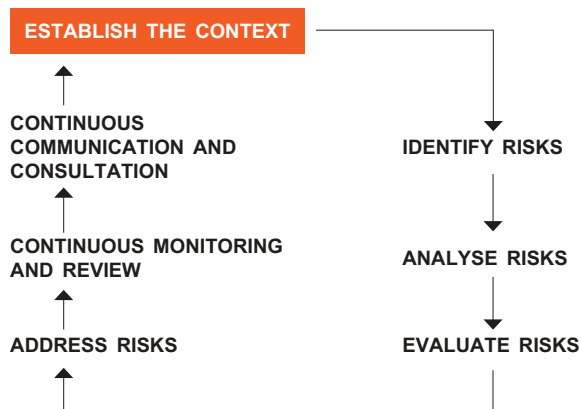 ESTABLISH THE CONTEXT
CONTINUOUS
COMMUNICATION AND
CONSULTATION
IDENTIFY RISKS
CONTINUOUS MONITORING
AND REVIEW
ANALYSE RISKS
ADDRESS RISKS
EVALUATE RISKS